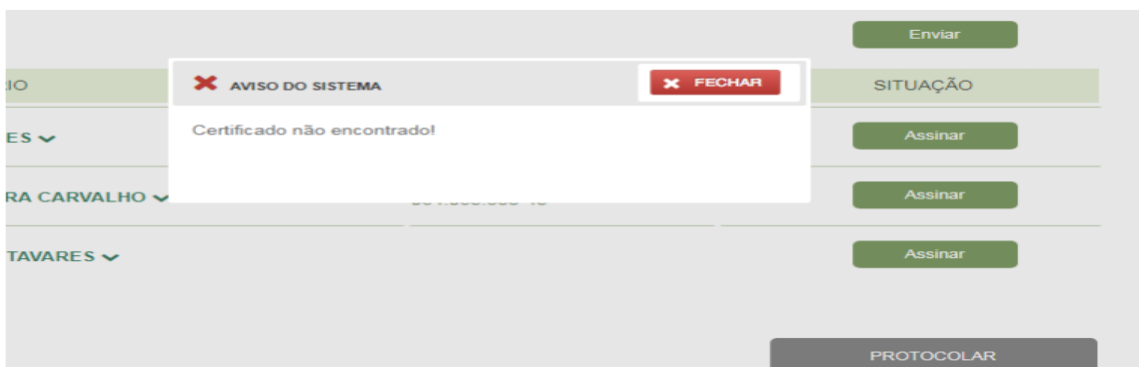 Enviar
IO
AVISO DO SISTEMA
FECHAR
SITUAÇÃO
Certificado não encontrado!
ES
Assinar
RA CARVALHO
Assinar
TAVARES
Assinar
PROTOCOLAR